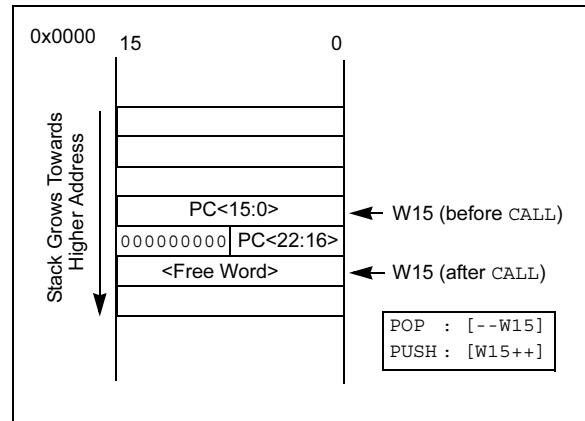 0x0000
15 0
Stack Grows Towards
Higher Address
PC<15:0>
W15 (before CALL)
000000000 PC<22:16>
<Free Word>
W15 (after CALL)
POP : [--W15]
PUSH : [W15++]